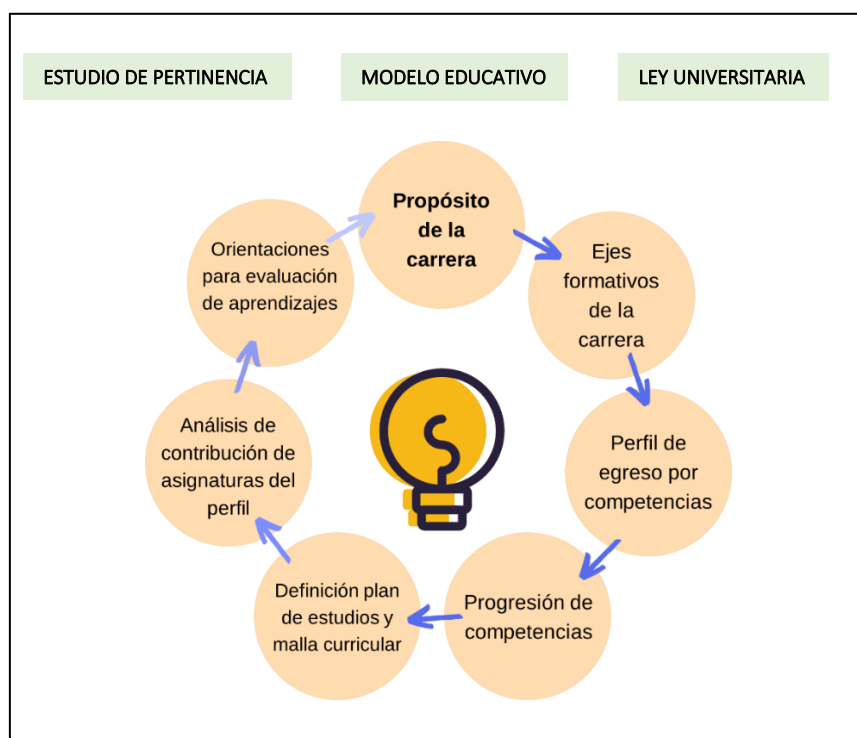 ESTUDIO DE PERTINENCIA
MODELO EDUCATIVO
LEY UNIVERSITARIA
Propósito
de la
carrera
Ejes
formativos
de la
carrera
Perfil de
egreso por
competencias
Progresión de
competencias
Definición plan
de estudios y
malla curricular
Análisis de
contribución de
asignaturas del
perfil
Orientaciones
para evaluación
de aprendizajes